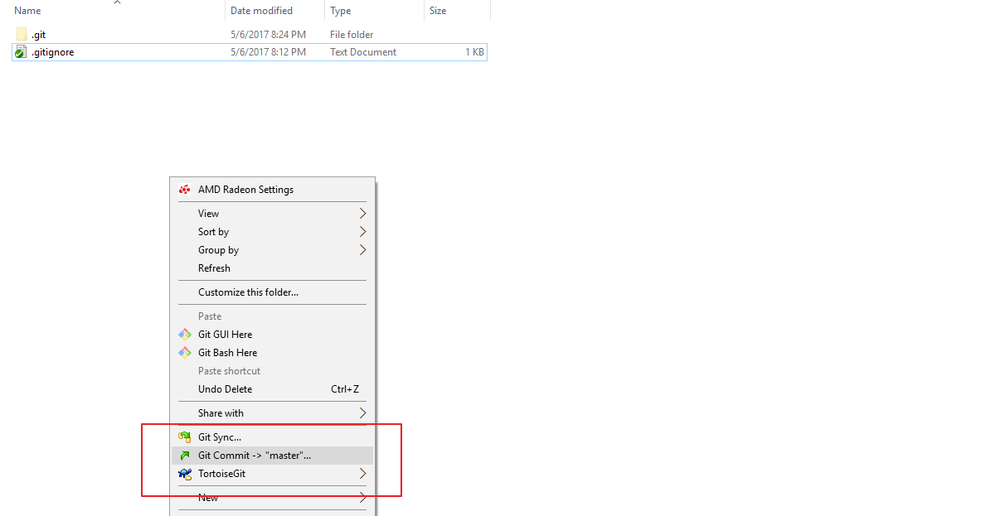 Name Date modified Type Size
.git 5/6/2017 8:24 PM File folder
.gitignore 5/6/2017 8:12 PM Text Document 1 KB
AMD Radeon Settings
View
Sort by
Group by
Refresh
Customize this folder...
Paste
Git GUI Here
Git Bash Here
Paste shortcut
Undo Delete Ctrl+Z
Share with
Git Sync...
Git Commit -> "master"...
TortoiseGit
New